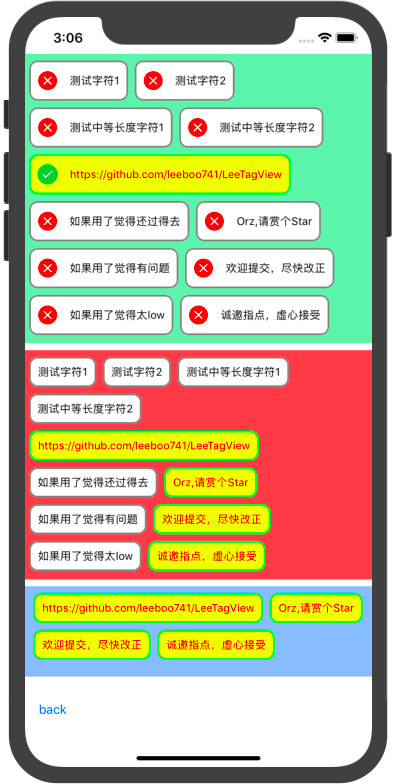 3:06
测试字符1 测试字符2
测试中等长度字符1 测试中等长度字符2
https://github.com/leeboo741/LeeTagView
如果用了觉得还过得去 Orz,请赏个Star
如果用了觉得有问题 欢迎提交，尽快改正
如果用了觉得太low 诚邀指点，虚心接受
测试字符1 测试字符2 测试中等长度字符1
测试中等长度字符2
https://github.com/leeboo741/LeeTagView
如果用了觉得还过得去 Orz,请赏个Star
如果用了觉得有问题 欢迎提交，尽快改正
如果用了觉得太low 诚邀指点，虚心接受
https://github.com/leeboo741/LeeTagView Orz,请赏个Star
欢迎提交，尽快改正 诚邀指点，虚心接受
back